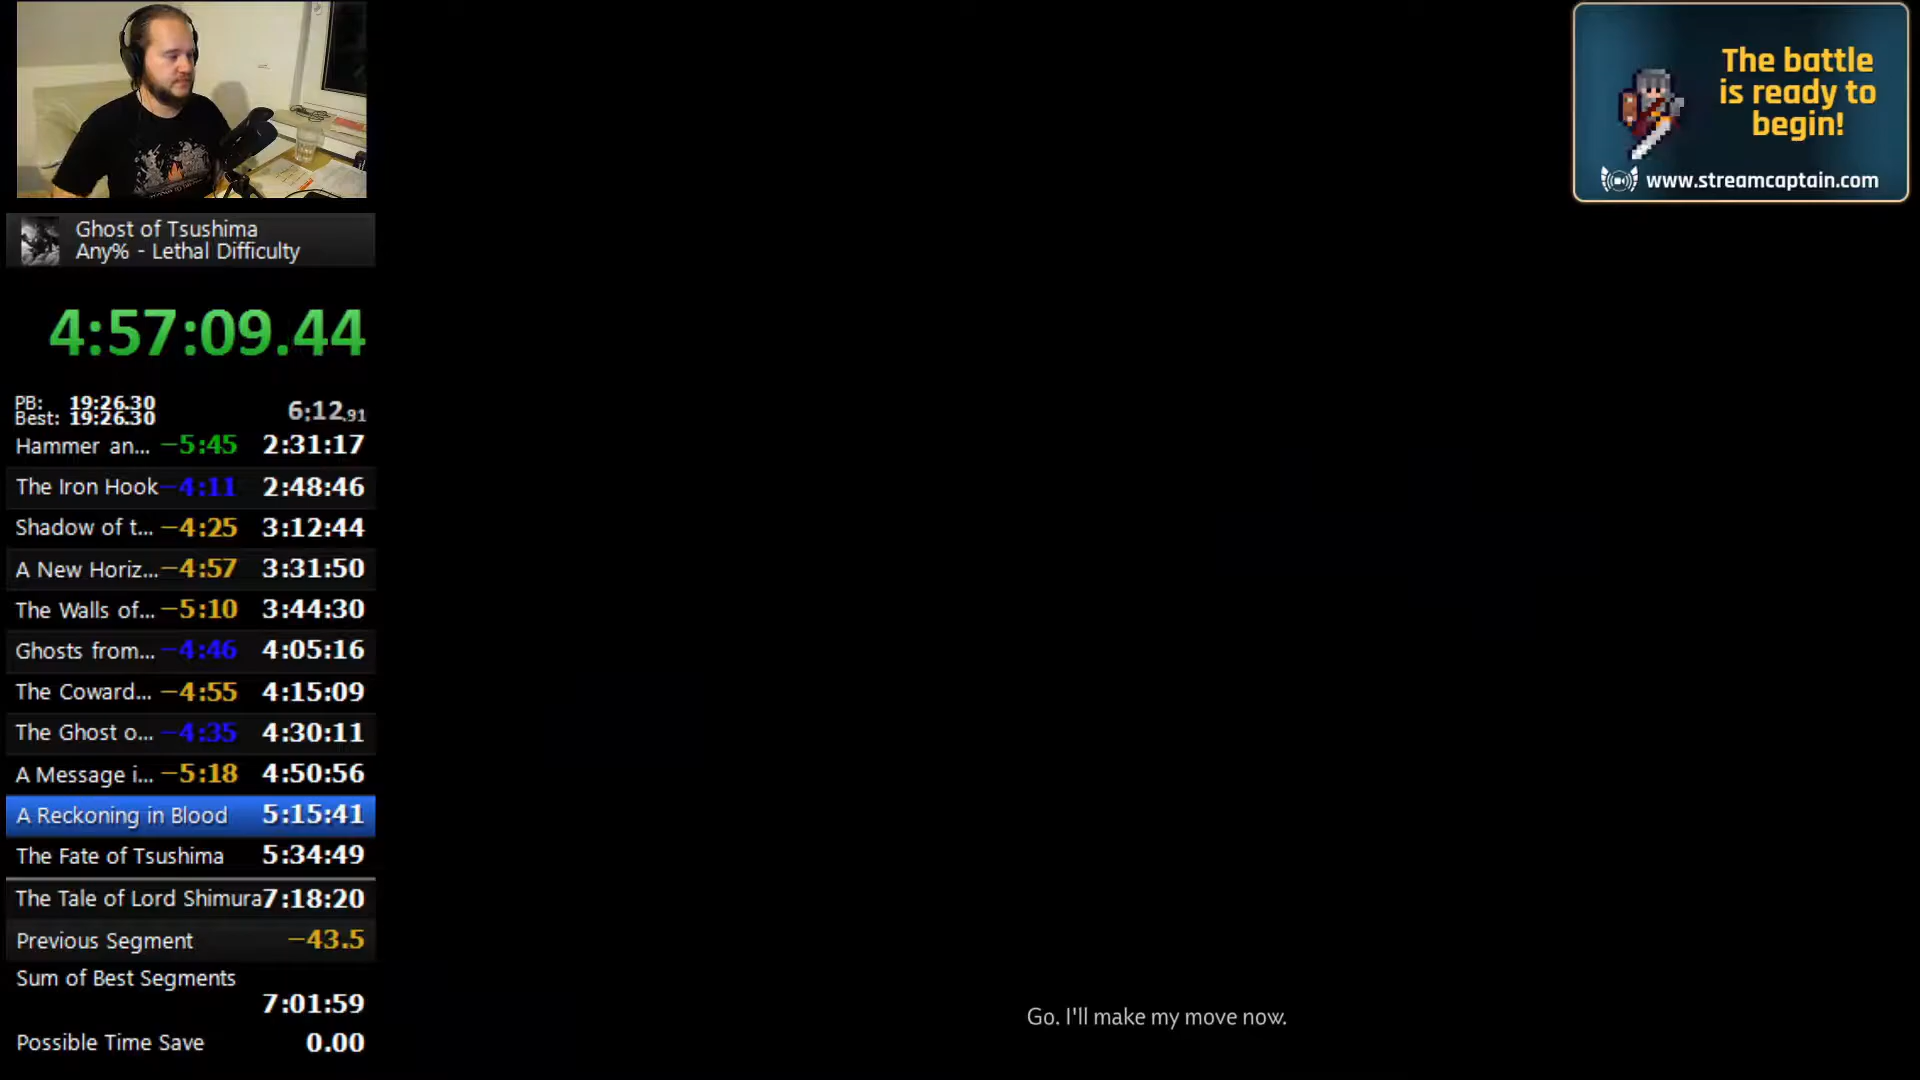 The battle
is ready to
begin!
www.streamcaptain.com
Ghost of Tsushima
Any% - Lethal Difficulty
4:57:09.44
PB: 19:26.30
Best: 19:26.30
6:12.91
Hammer an... −5:45 2:31:17
The Iron Hook −4:11 2:48:46
Shadow of t... −4:25 3:12:44
A New Horiz... −4:57 3:31:50
The Walls of... −5:10 3:44:30
Ghosts from... −4:46 4:05:16
The Coward... −4:55 4:15:09
The Ghost o... −4:35 4:30:11
A Message i... −5:18 4:50:56
A Reckoning in Blood 5:15:41
The Fate of Tsushima 5:34:49
The Tale of Lord Shimura 7:18:20
Previous Segment −43.5
Sum of Best Segments
7:01:59
Possible Time Save 0.00
Go. I'll make my move now.